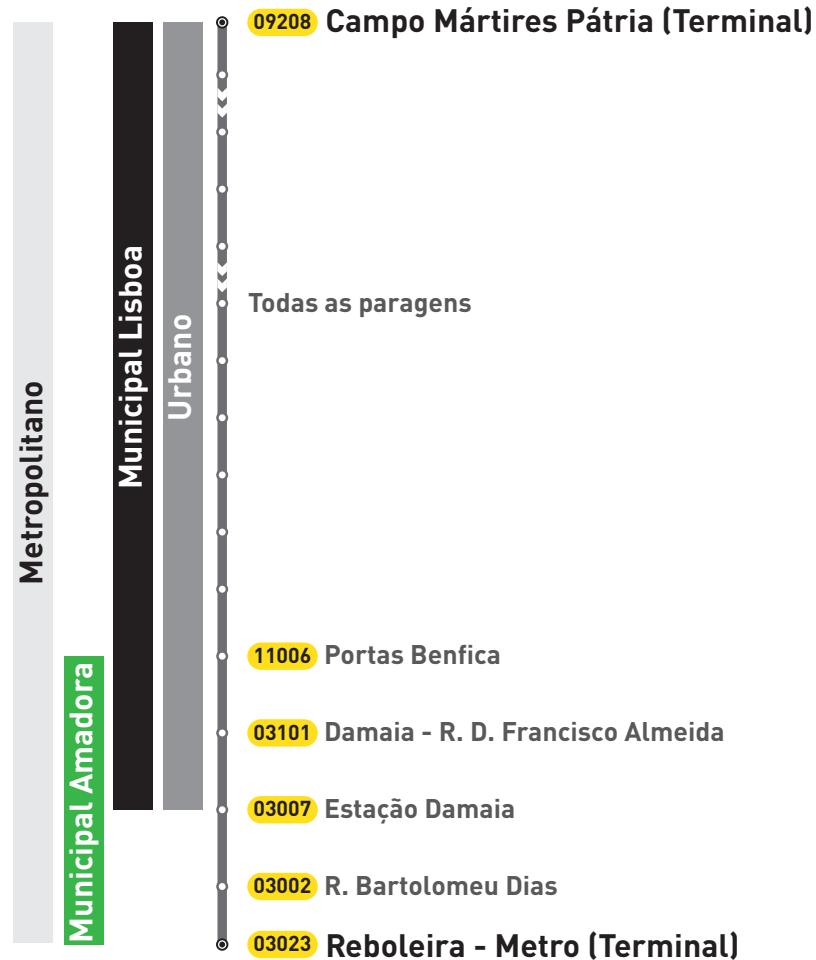 09208 Campo Mártires Pátria (Terminal)
Todas as paragens
11006 Portas Benfica
03101 Damaia - R. D. Francisco Almeida
03007 Estação Damaia
03002 R. Bartolomeu Dias
03023 Reboleira - Metro (Terminal)
Metropolitano
Municipal Amadora
Municipal Lisboa
Urbano